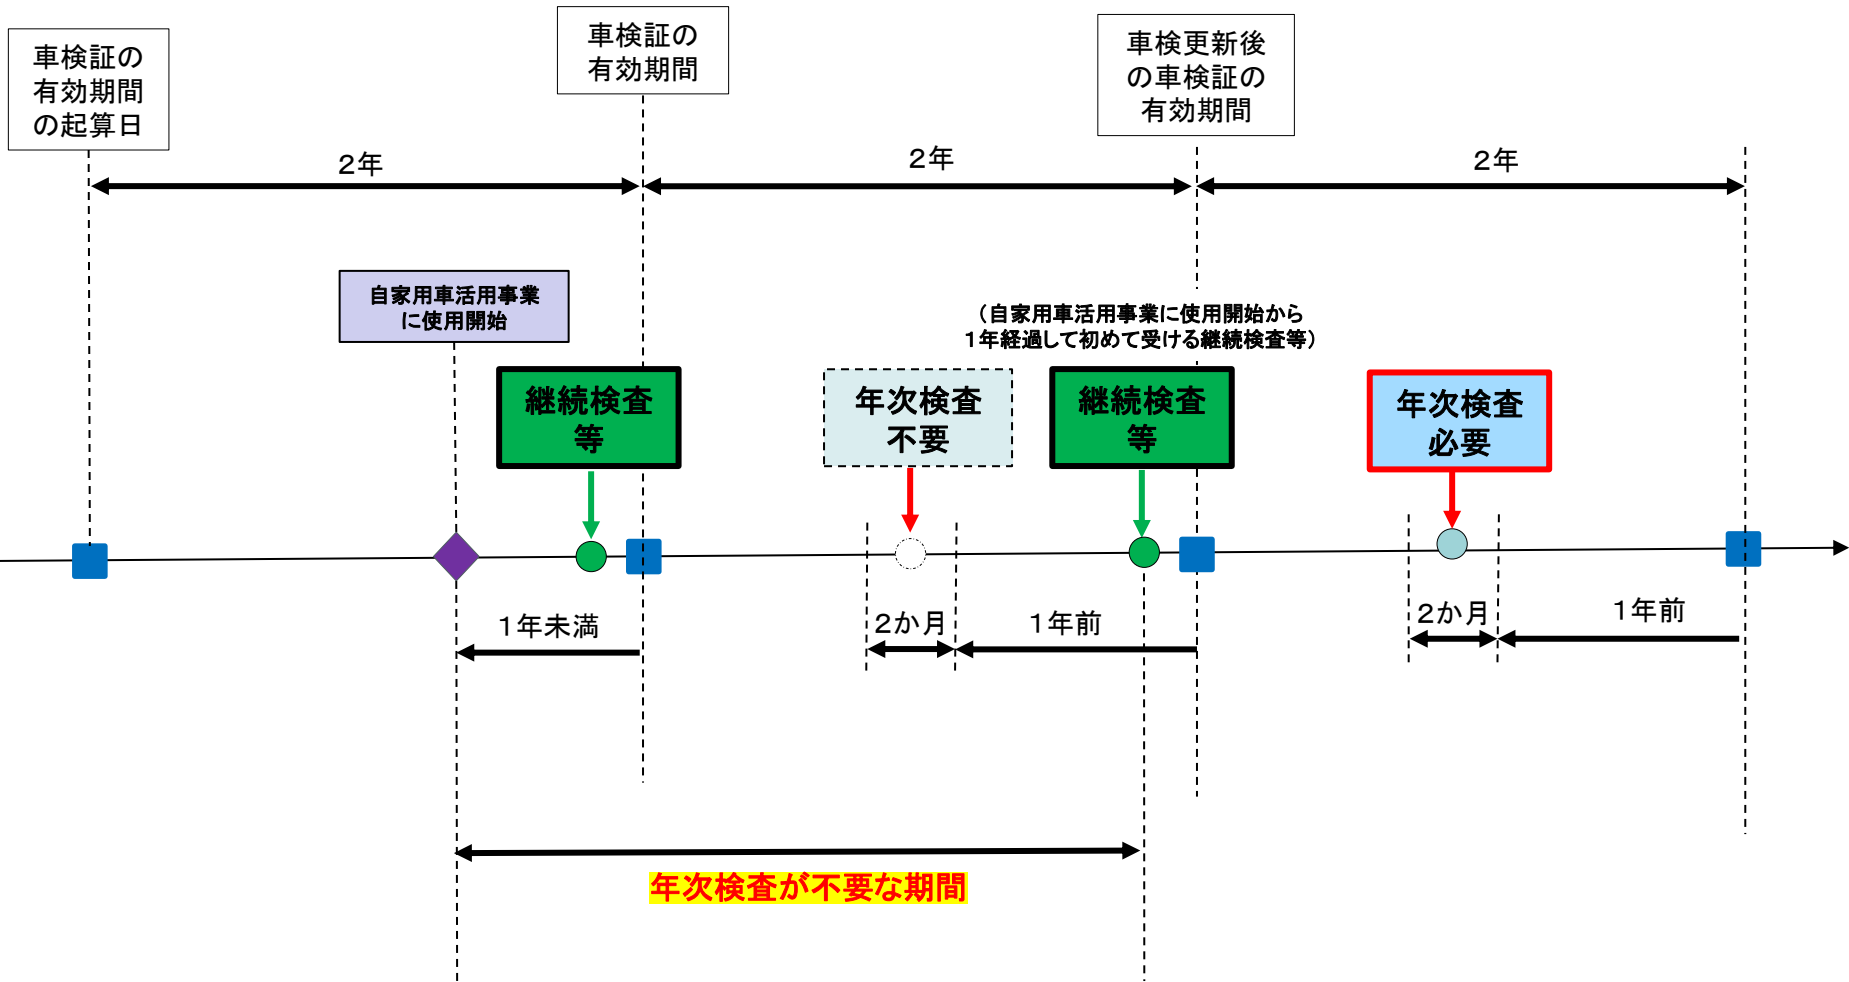 車検証の
有効期間
の起算日
車検証の
有効期間
車検更新後
の車検証の
有効期間
２年
２年
２年
自家用車活用事業
に使用開始
（自家用車活用事業に使用開始から
１年経過して初めて受ける継続検査等）
継続検査
等
年次検査
不要
継続検査
等
年次検査
必要
１年未満
２か月
１年前
２か月
１年前
年次検査が不要な期間